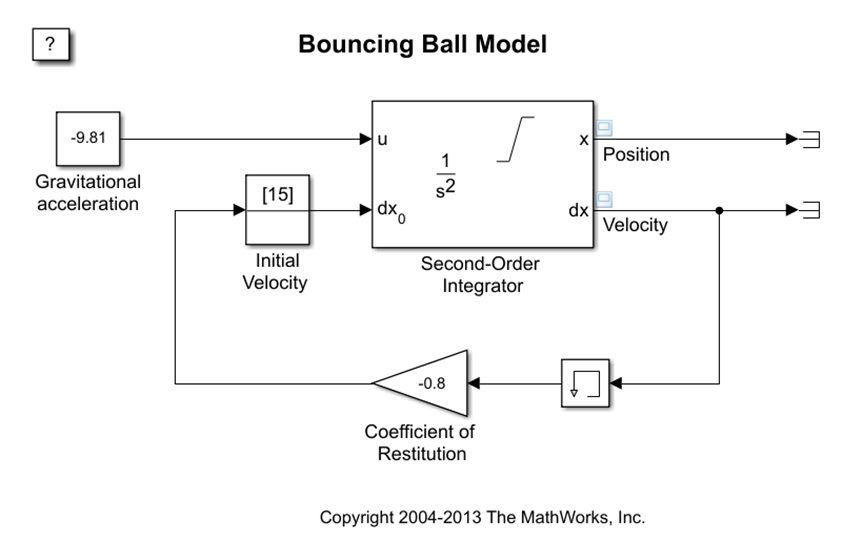 ?
Bouncing Ball Model
-9.81
Gravitational
acceleration
[15]
Initial
Velocity
u
dx0
1
s2
x
dx
Second-Order
Integrator
Position
Velocity
-0.8
Coefficient of
Restitution
Copyright 2004-2013 The MathWorks, Inc.